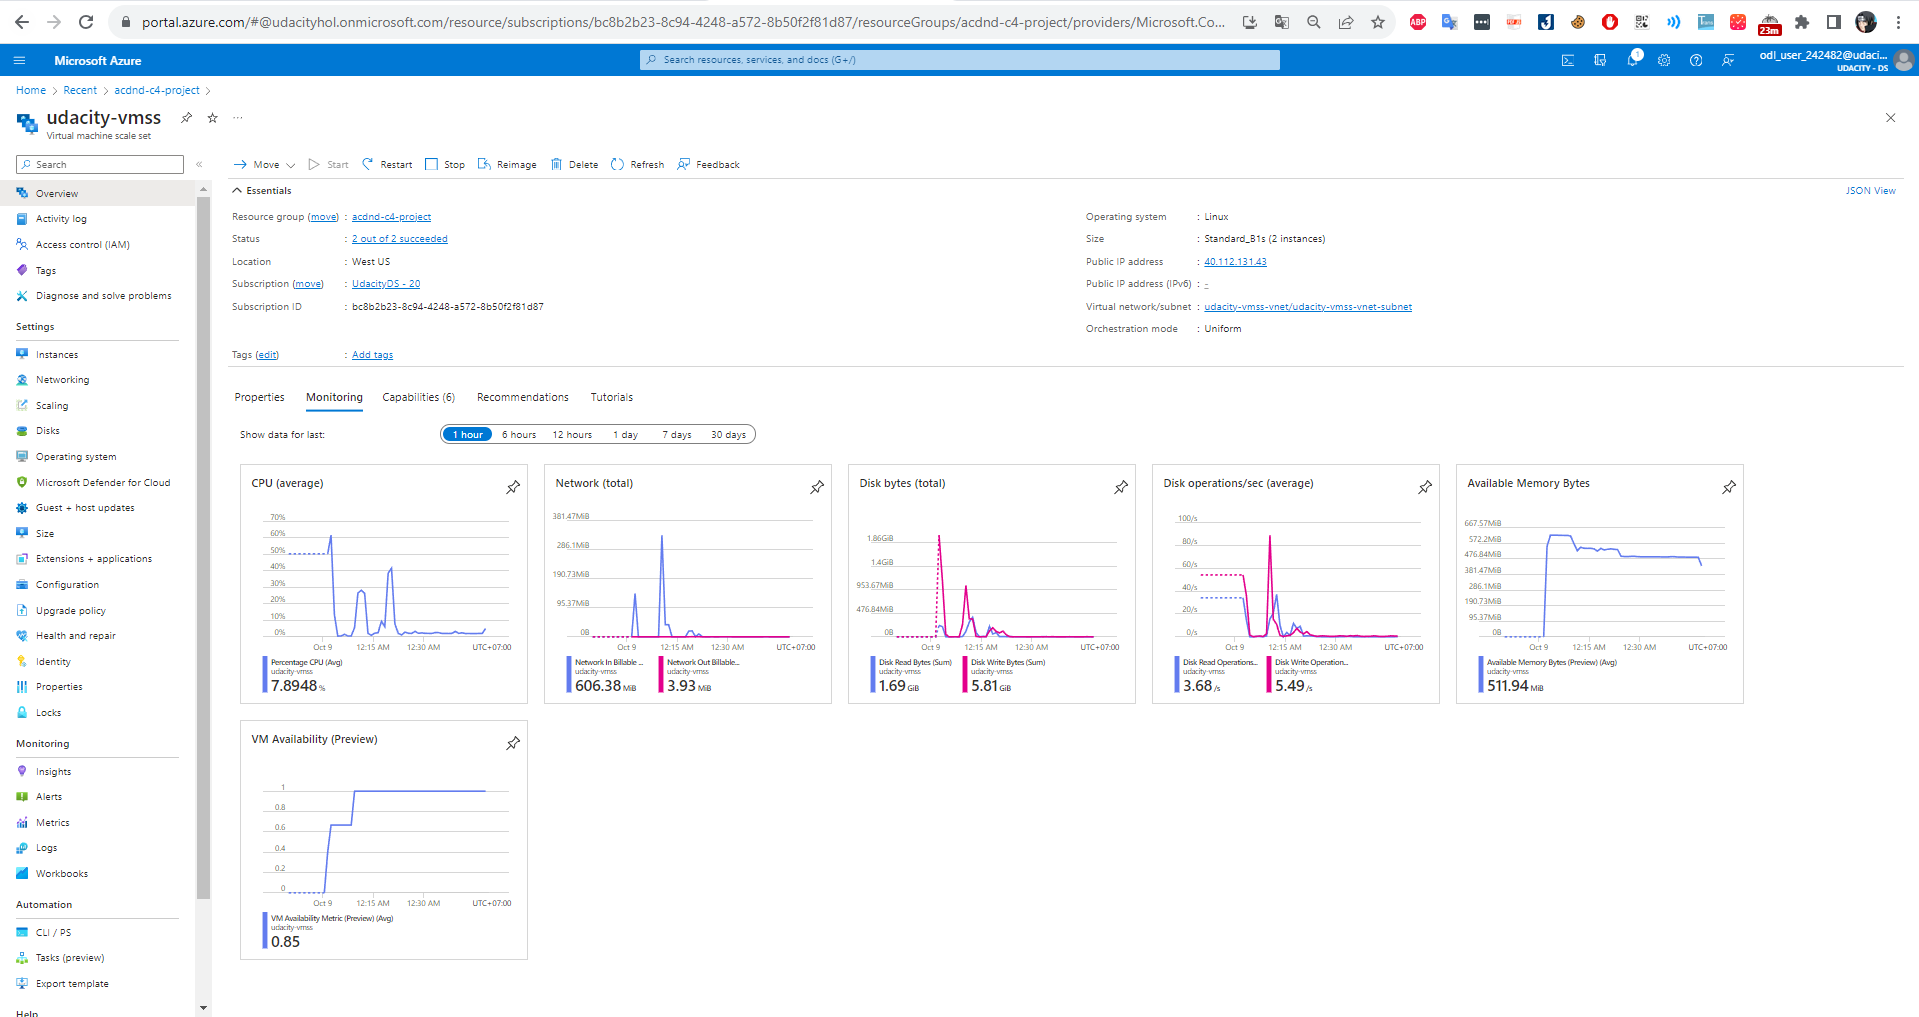 portal.azure.com/#@udacityhol.onmicrosoft.com/resource/subscriptions/bc8b2b23-8c94-4248-a572-8b50f2f81d87/resourceGroups/acdnd-c4-project/providers/Microsoft.Co...
ABP
23m
Microsoft Azure
Search resources, services, and docs (G+/)
1
odl_user_242482@udaci...
UDACITY - DS
Home > Recent > acdnd-c4-project >
udacity-vmss
Virtual machine scale set
Search
Move
Start
Restart
Stop
Reimage
Delete
Refresh
Feedback
Overview
Activity log
Access control (IAM)
Tags
Diagnose and solve problems
Settings
Instances
Networking
Scaling
Disks
Operating system
Microsoft Defender for Cloud
Guest + host updates
Size
Extensions + applications
Configuration
Upgrade policy
Health and repair
Identity
Properties
Locks
Monitoring
Insights
Alerts
Metrics
Logs
Workbooks
Automation
CLI / PS
Tasks (preview)
Export template
Help
Essentials
JSON View
Resource group (move) : acdnd-c4-project
Status : 2 out of 2 succeeded
Location : West US
Subscription (move) : UdacityDS - 20
Subscription ID : bc8b2b23-8c94-4248-a572-8b50f2f81d87
Tags (edit) : Add tags
Operating system : Linux
Size : Standard_B1s (2 instances)
Public IP address : 40.112.131.43
Public IP address (IPv6) : -
Virtual network/subnet : udacity-vmss-vnet/udacity-vmss-vnet-subnet
Orchestration mode : Uniform
Properties Monitoring Capabilities (6) Recommendations Tutorials
Show data for last: 1 hour 6 hours 12 hours 1 day 7 days 30 days
CPU (average)
70%
60%
50%
40%
30%
20%
10%
0%
Oct 9 12:15 AM 12:30 AM UTC+07:00
Percentage CPU (Avg)
udacity-vmss
7.8948 %
Network (total)
381.47MiB
286.1MiB
190.73MiB
95.37MiB
0B
Oct 9 12:15 AM 12:30 AM UTC+07:00
Network In Billable ...
udacity-vmss
606.38 MiB
Network Out Billable...
udacity-vmss
3.93 MiB
Disk bytes (total)
1.86GiB
1.4GiB
953.67MiB
476.84MiB
0B
Oct 9 12:15 AM 12:30 AM UTC+07:00
Disk Read Bytes (Sum)
udacity-vmss
1.69 GiB
Disk Write Bytes (Sum)
udacity-vmss
5.81 GiB
Disk operations/sec (average)
100/s
80/s
60/s
40/s
20/s
0/s
Oct 9 12:15 AM 12:30 AM UTC+07:00
Disk Read Operations...
udacity-vmss
3.68 /s
Disk Write Operation...
udacity-vmss
5.49 /s
Available Memory Bytes
667.57MiB
572.2MiB
476.84MiB
381.47MiB
286.1MiB
190.73MiB
95.37MiB
0B
Oct 9 12:15 AM 12:30 AM UTC+07:00
Available Memory Bytes (Preview) (Avg)
udacity-vmss
511.94 MiB
VM Availability (Preview)
1
0.8
0.6
0.4
0.2
0
Oct 9 12:15 AM 12:30 AM UTC+07:00
VM Availability Metric (Preview) (Avg)
udacity-vmss
0.85